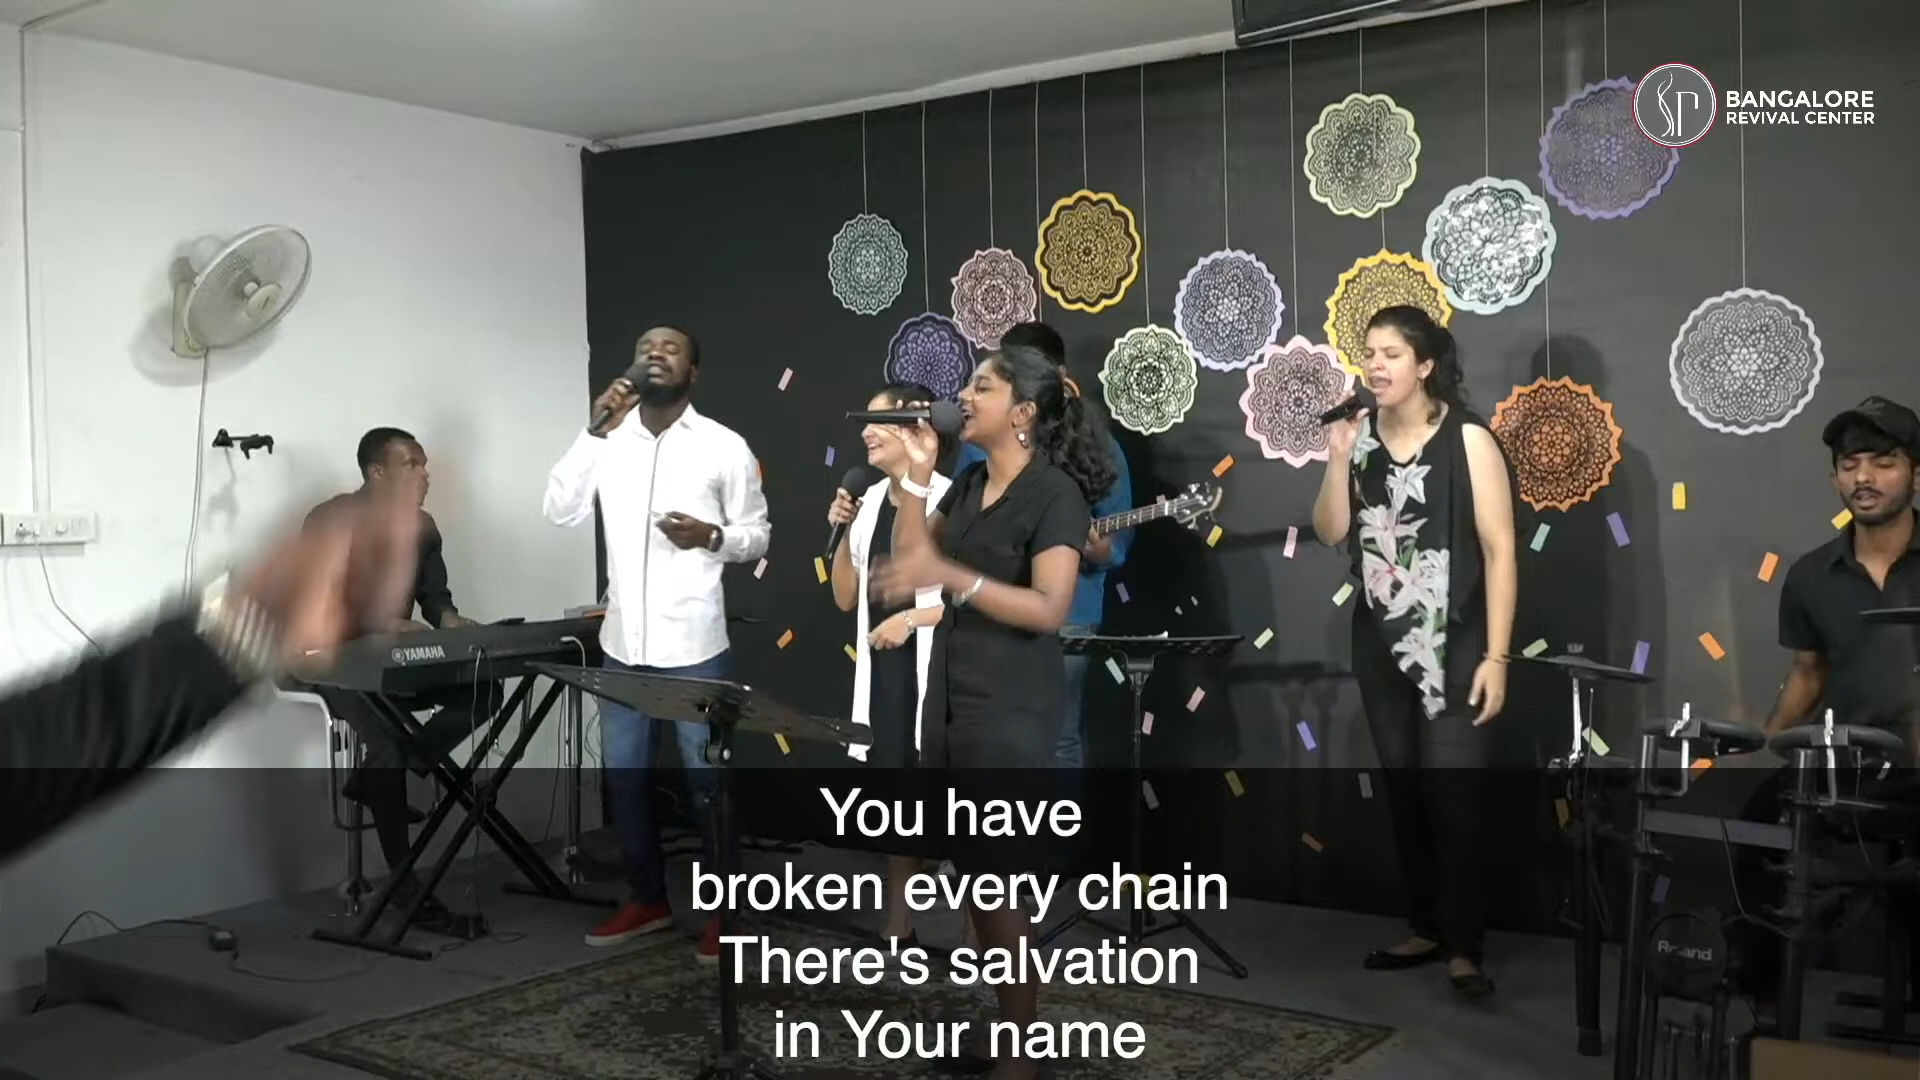 BANGALORE
REVIVAL CENTER
YAMAHA
You have
broken every chain
There's salvation
in Your name
Roland